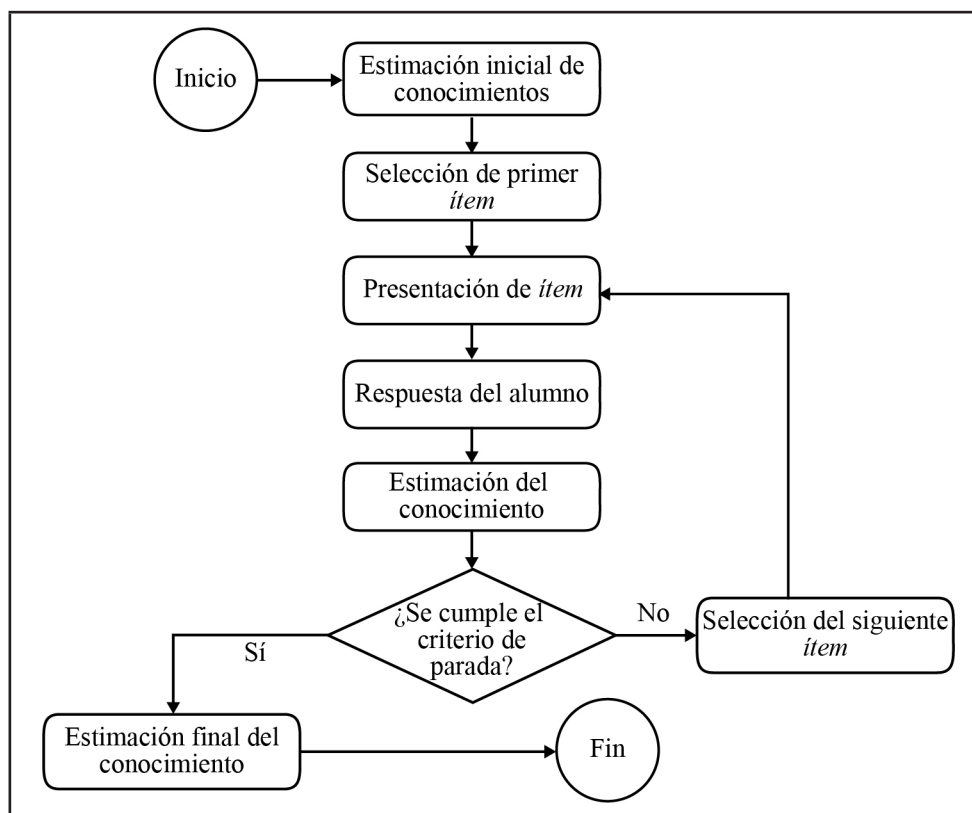 Inicio
Estimación inicial de
conocimientos
Selección de primer
ítem
Presentación de ítem
Respuesta del alumno
Estimación del
conocimiento
¿Se cumple el
criterio de
parada?
No
Selección del siguiente
ítem
Sí
Estimación final del
conocimiento
Fin